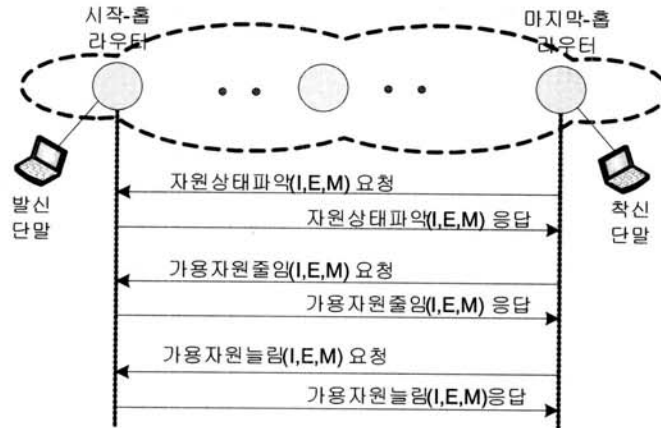 시작-홉
라우터
마지막-홉
라우터
발신
단말
착신
단말
자원상태파악(I,E,M) 요청
자원상태파악(I,E,M) 응답
가용자원줄임(I,E,M) 요청
가용자원줄임(I,E,M) 응답
가용자원늘림(I,E,M) 요청
가용자원늘림(I,E,M)응답